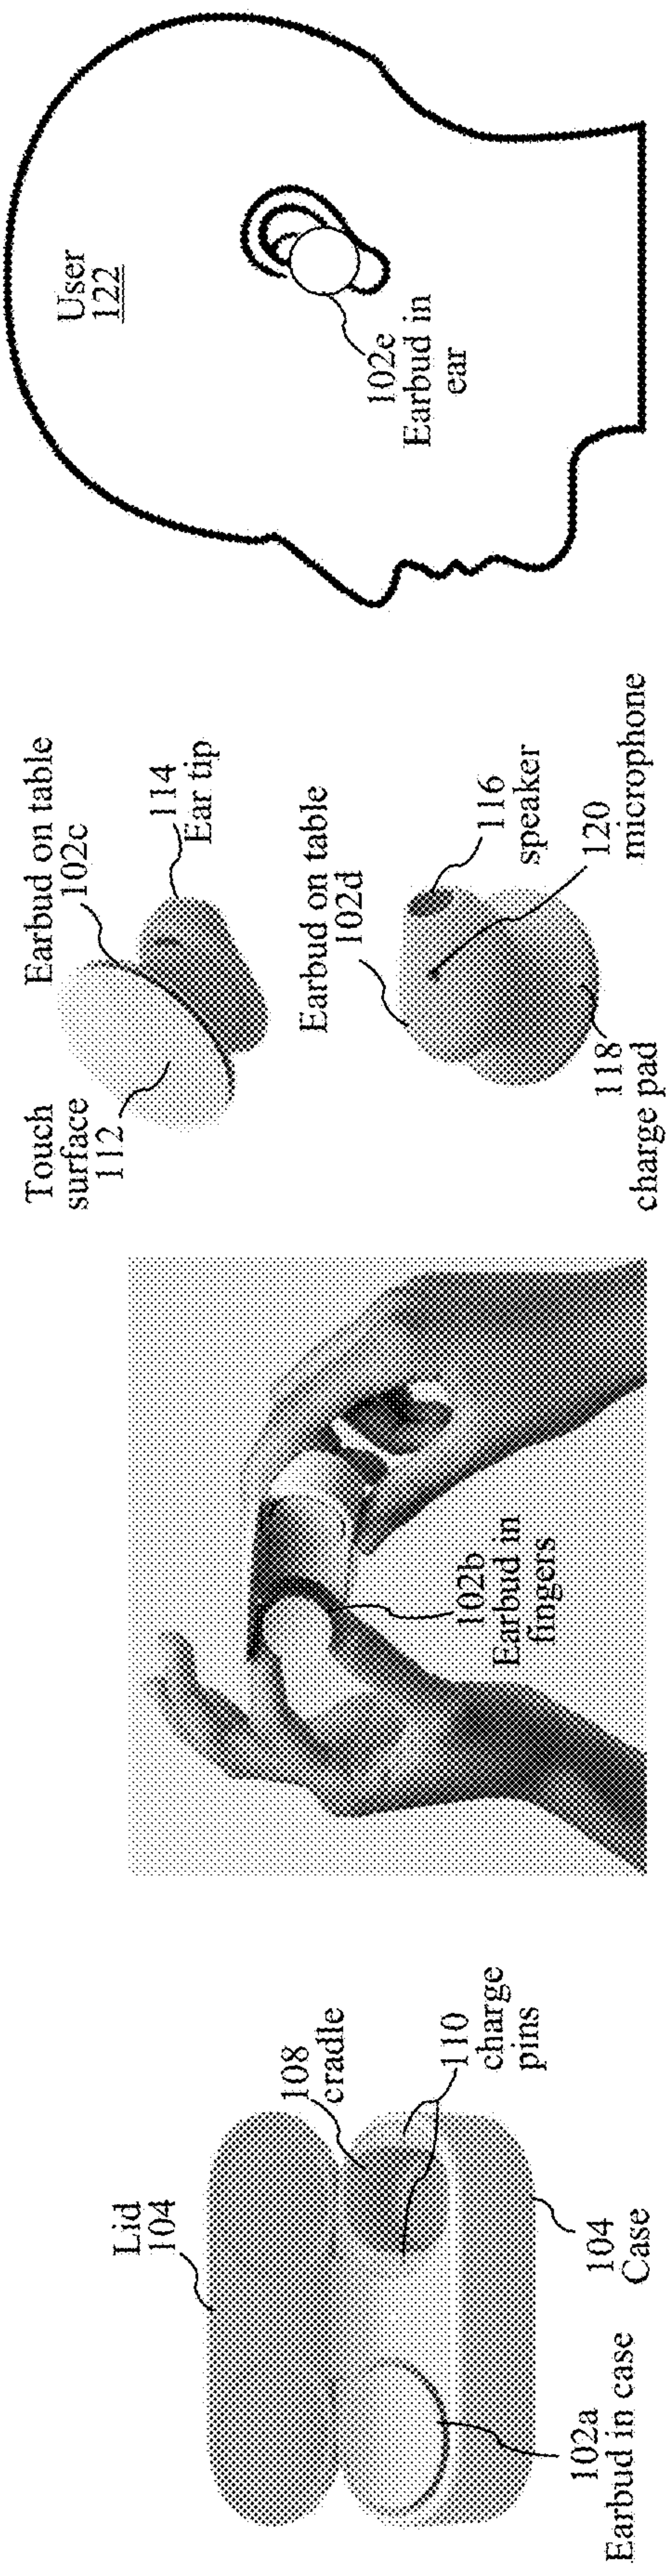 Lid
104
108
cradle
110
charge
pins
104
Case
102a
Earbud in case
102b
Earbud in
fingers
Touch
surface
112
Earbud on table
102c
114
Ear tip
Earbud on table
102d
116
speaker
120
microphone
118
charge pad
User
122
102e
Earbud in
ear